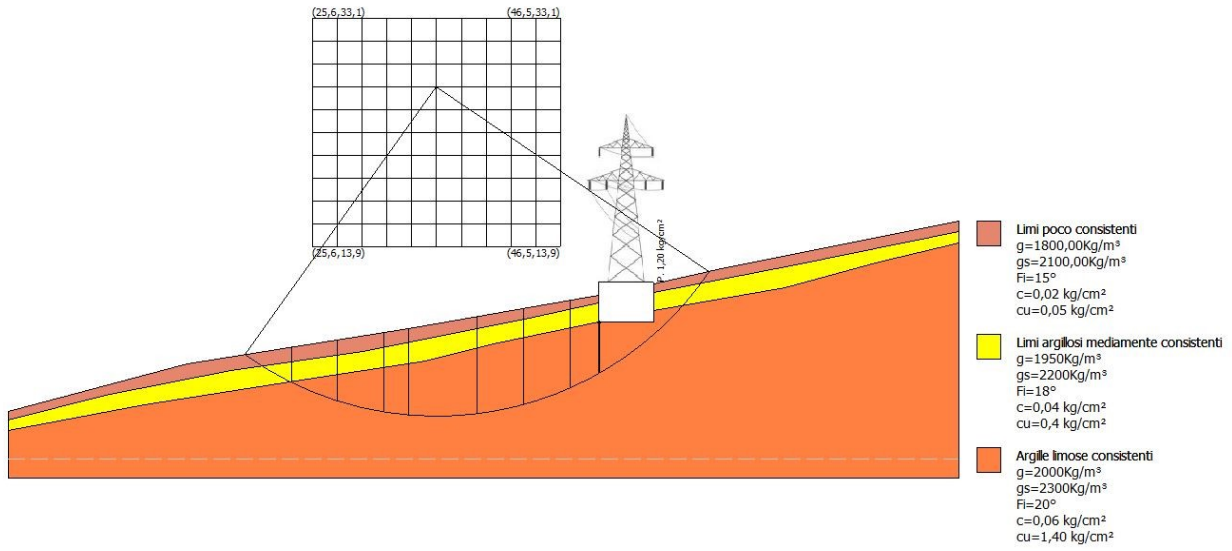 (25,6,33,1)
(46,5,33,1)
(25,6,13,9)
(46,5,13,9)
P. 1,20 kg/cm²
Limi poco consistenti
g=1800,00Kg/m³
gs=2100,00Kg/m³
Fi=15°
c=0,02 kg/cm²
cu=0,05 kg/cm²
Limi argillosi mediamente consistenti
g=1950Kg/m³
gs=2200Kg/m³
Fi=18°
c=0,04 kg/cm²
cu=0,4 kg/cm²
Argille limose consistenti
g=2000Kg/m³
gs=2300Kg/m³
Fi=20°
c=0,06 kg/cm²
cu=1,40 kg/cm²